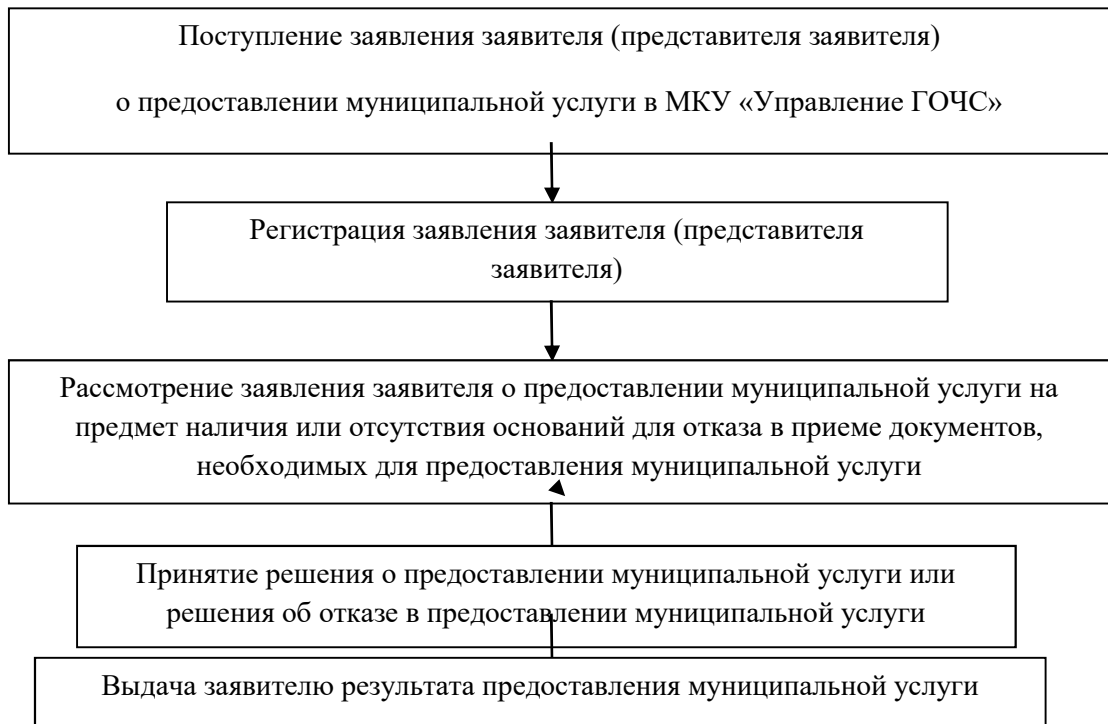 Поступление заявления заявителя (представителя заявителя)
о предоставлении муниципальной услуги в МКУ «Управление ГОЧС»
Регистрация заявления заявителя (представителя
заявителя)
Рассмотрение заявления заявителя о предоставлении муниципальной услуги на
предмет наличия или отсутствия оснований для отказа в приеме документов,
необходимых для предоставления муниципальной услуги
Принятие решения о предоставлении муниципальной услуги или
решения об отказе в предоставлении муниципальной услуги
Выдача заявителю результата предоставления муниципальной услуги